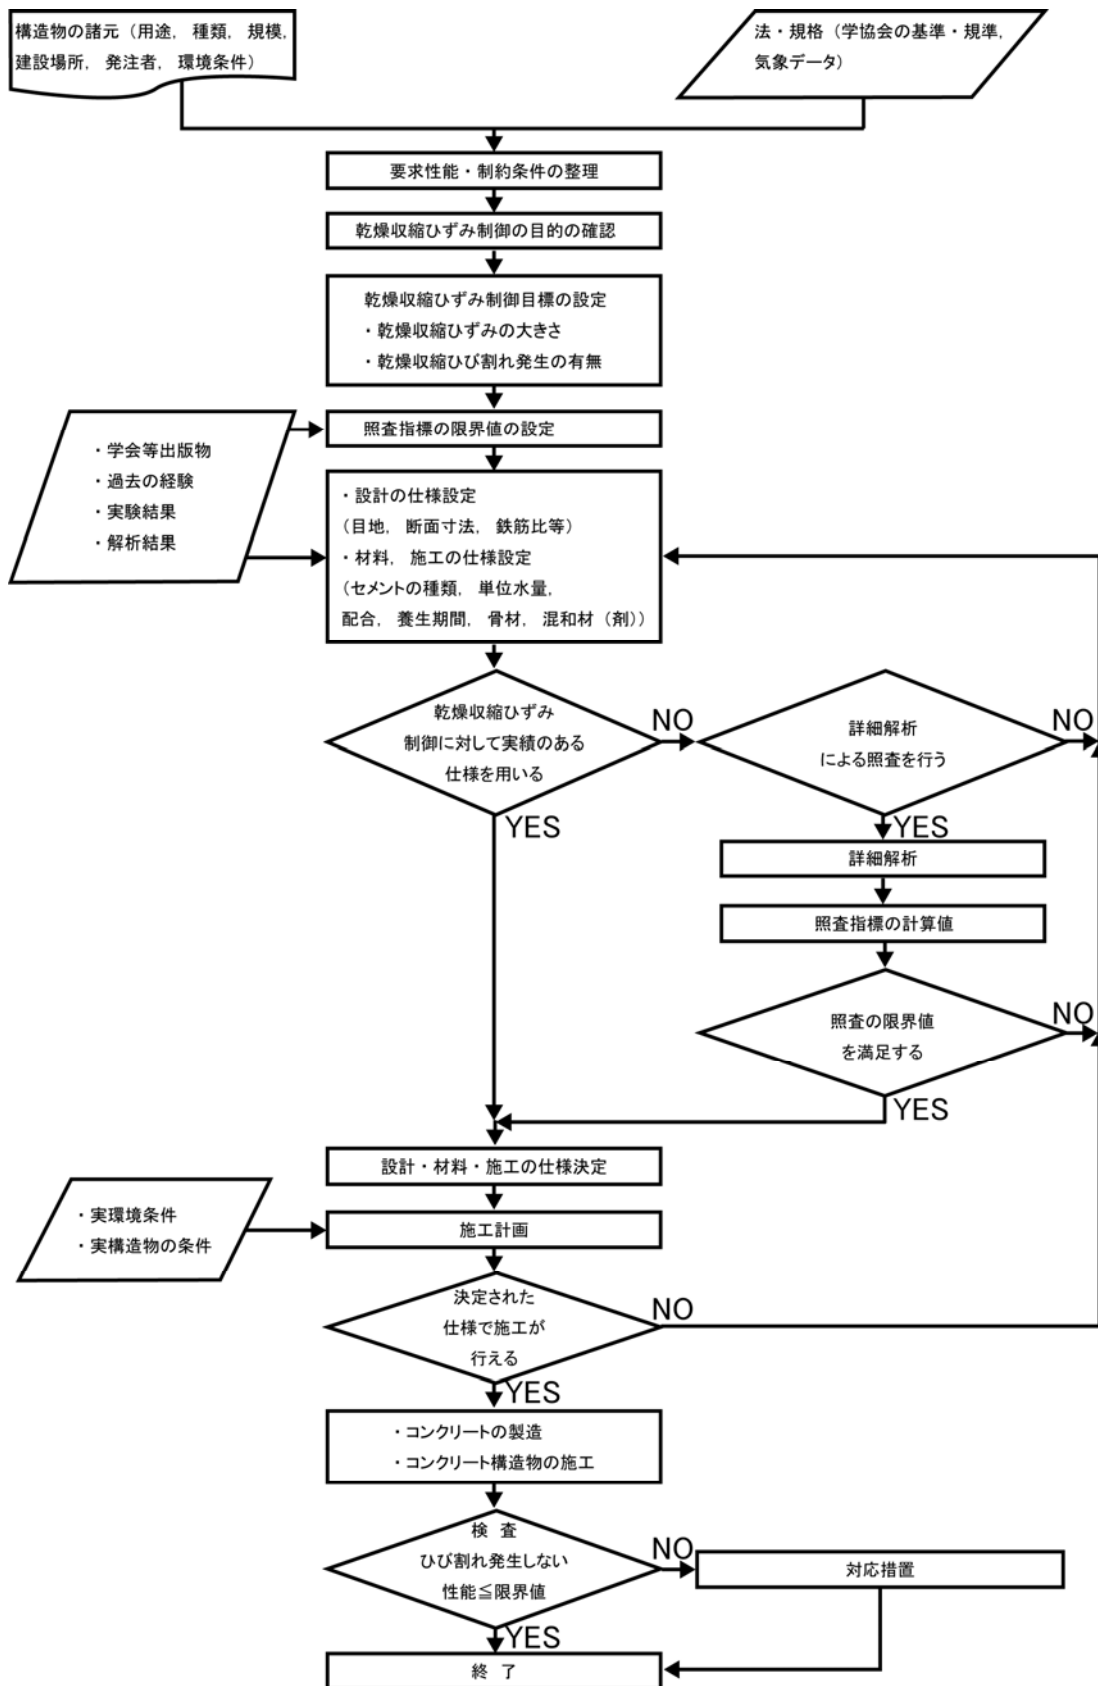 構造物の諸元（用途，種類，規模，
建設場所，発注者，環境条件）
法・規格（学協会の基準・規準，
気象データ）
要求性能・制約条件の整理
乾燥収縮ひずみ制御の目的の確認
乾燥収縮ひずみ制御目標の設定
・乾燥収縮ひずみの大きさ
・乾燥収縮ひび割れ発生の有無
・学会等出版物
・過去の経験
・実験結果
・解析結果
照査指標の限界値の設定
・設計の仕様設定
（目地，断面寸法，鉄筋比等）
・材料，施工の仕様設定
（セメントの種類，単位水量，
配合，養生期間，骨材，混和材（剤））
乾燥収縮ひずみ
制御に対して実績のある
仕様を用いる
NO
YES
詳細解析
による照査を行う
NO
YES
詳細解析
照査指標の計算値
照査の限界値
を満足する
NO
YES
設計・材料・施工の仕様決定
・実環境条件
・実構造物の条件
施工計画
決定された
仕様で施工が
行える
NO
YES
・コンクリートの製造
・コンクリート構造物の施工
検　査
ひび割れ発生しない
性能≦限界値
NO
YES
対応措置
終　了